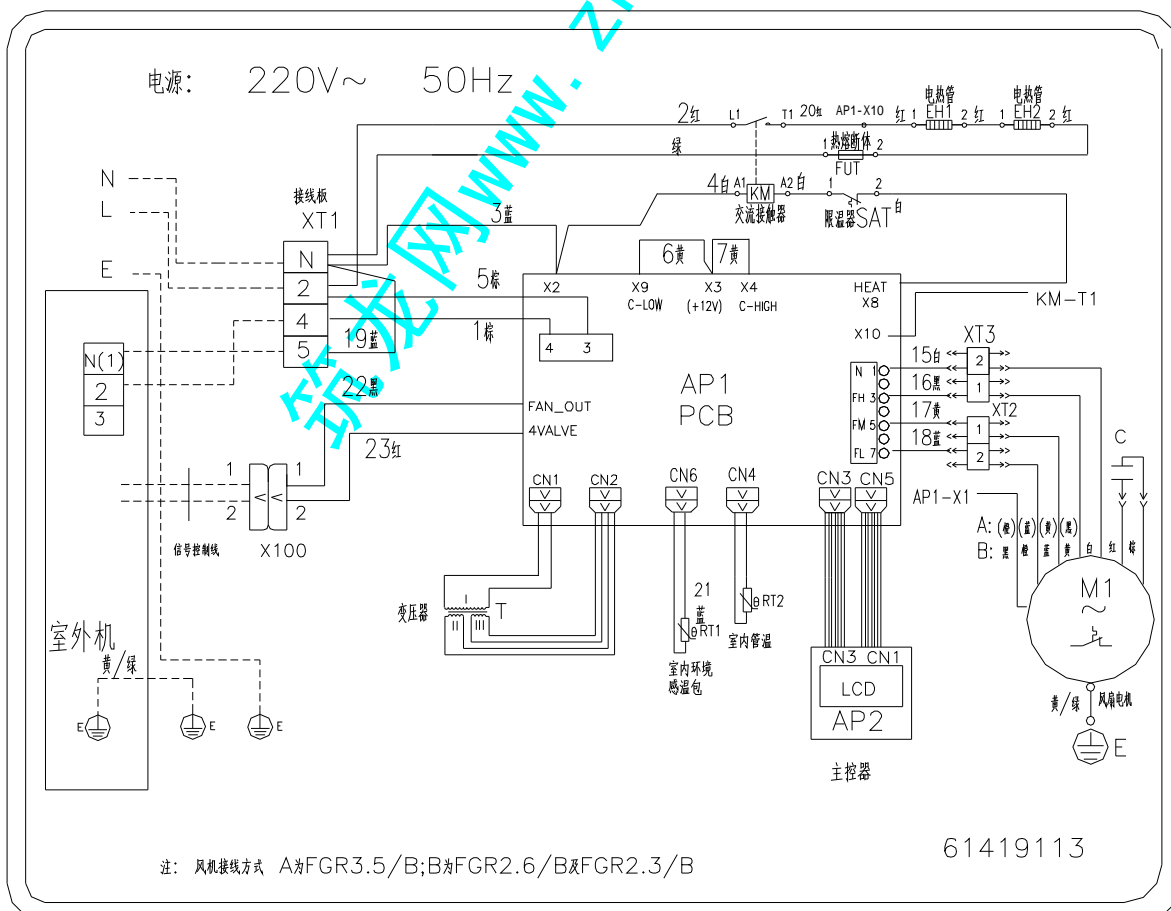 电源: 220V~ 50Hz
筑龙网www. z
电热管 电热管
EH1 EH2
2红 L1 T1 20红 AP1-X10 红 1 2 红 1 2 红
绿 1 热熔断体 2
FUT
4白 A1 KM A2 白 1 2
交流接触器 限温器SAT 白
N
L
E
接线板
XT1
N
2
4
5
3蓝
5棕
1棕
19蓝
22黑
23红
6黄 7黄
X2 X9 X3 X4 HEAT
C-LOW (+12V) C-HIGH X8
KM-T1
X10
4 3
AP1
PCB
FAN_OUT
4VALVE
N 1
FH 3
FM 5
FL 7
15白
16黑
17黄
18蓝
XT3
2
1
XT2
1
2
C
N(1)
2
3
1 1
2 2
信号控制线 X100
CN1 CN2 CN6 CN4 CN3 CN5
AP1-X1
A: (橙)(蓝)(黄)(黑)
B: 黑 橙 蓝 黄 白 红 棕
M1
~
变压器 I II III T
21
蓝
θ RT1
θ RT2
室内环境
感温包
室内管温
CN3 CN1
LCD
AP2
主控器
黄/绿 风扇电机
E
室外机
黄/绿
E E E
61419113
注: 风机接线方式 A为FGR3.5/B;B为FGR2.6/B及FGR2.3/B